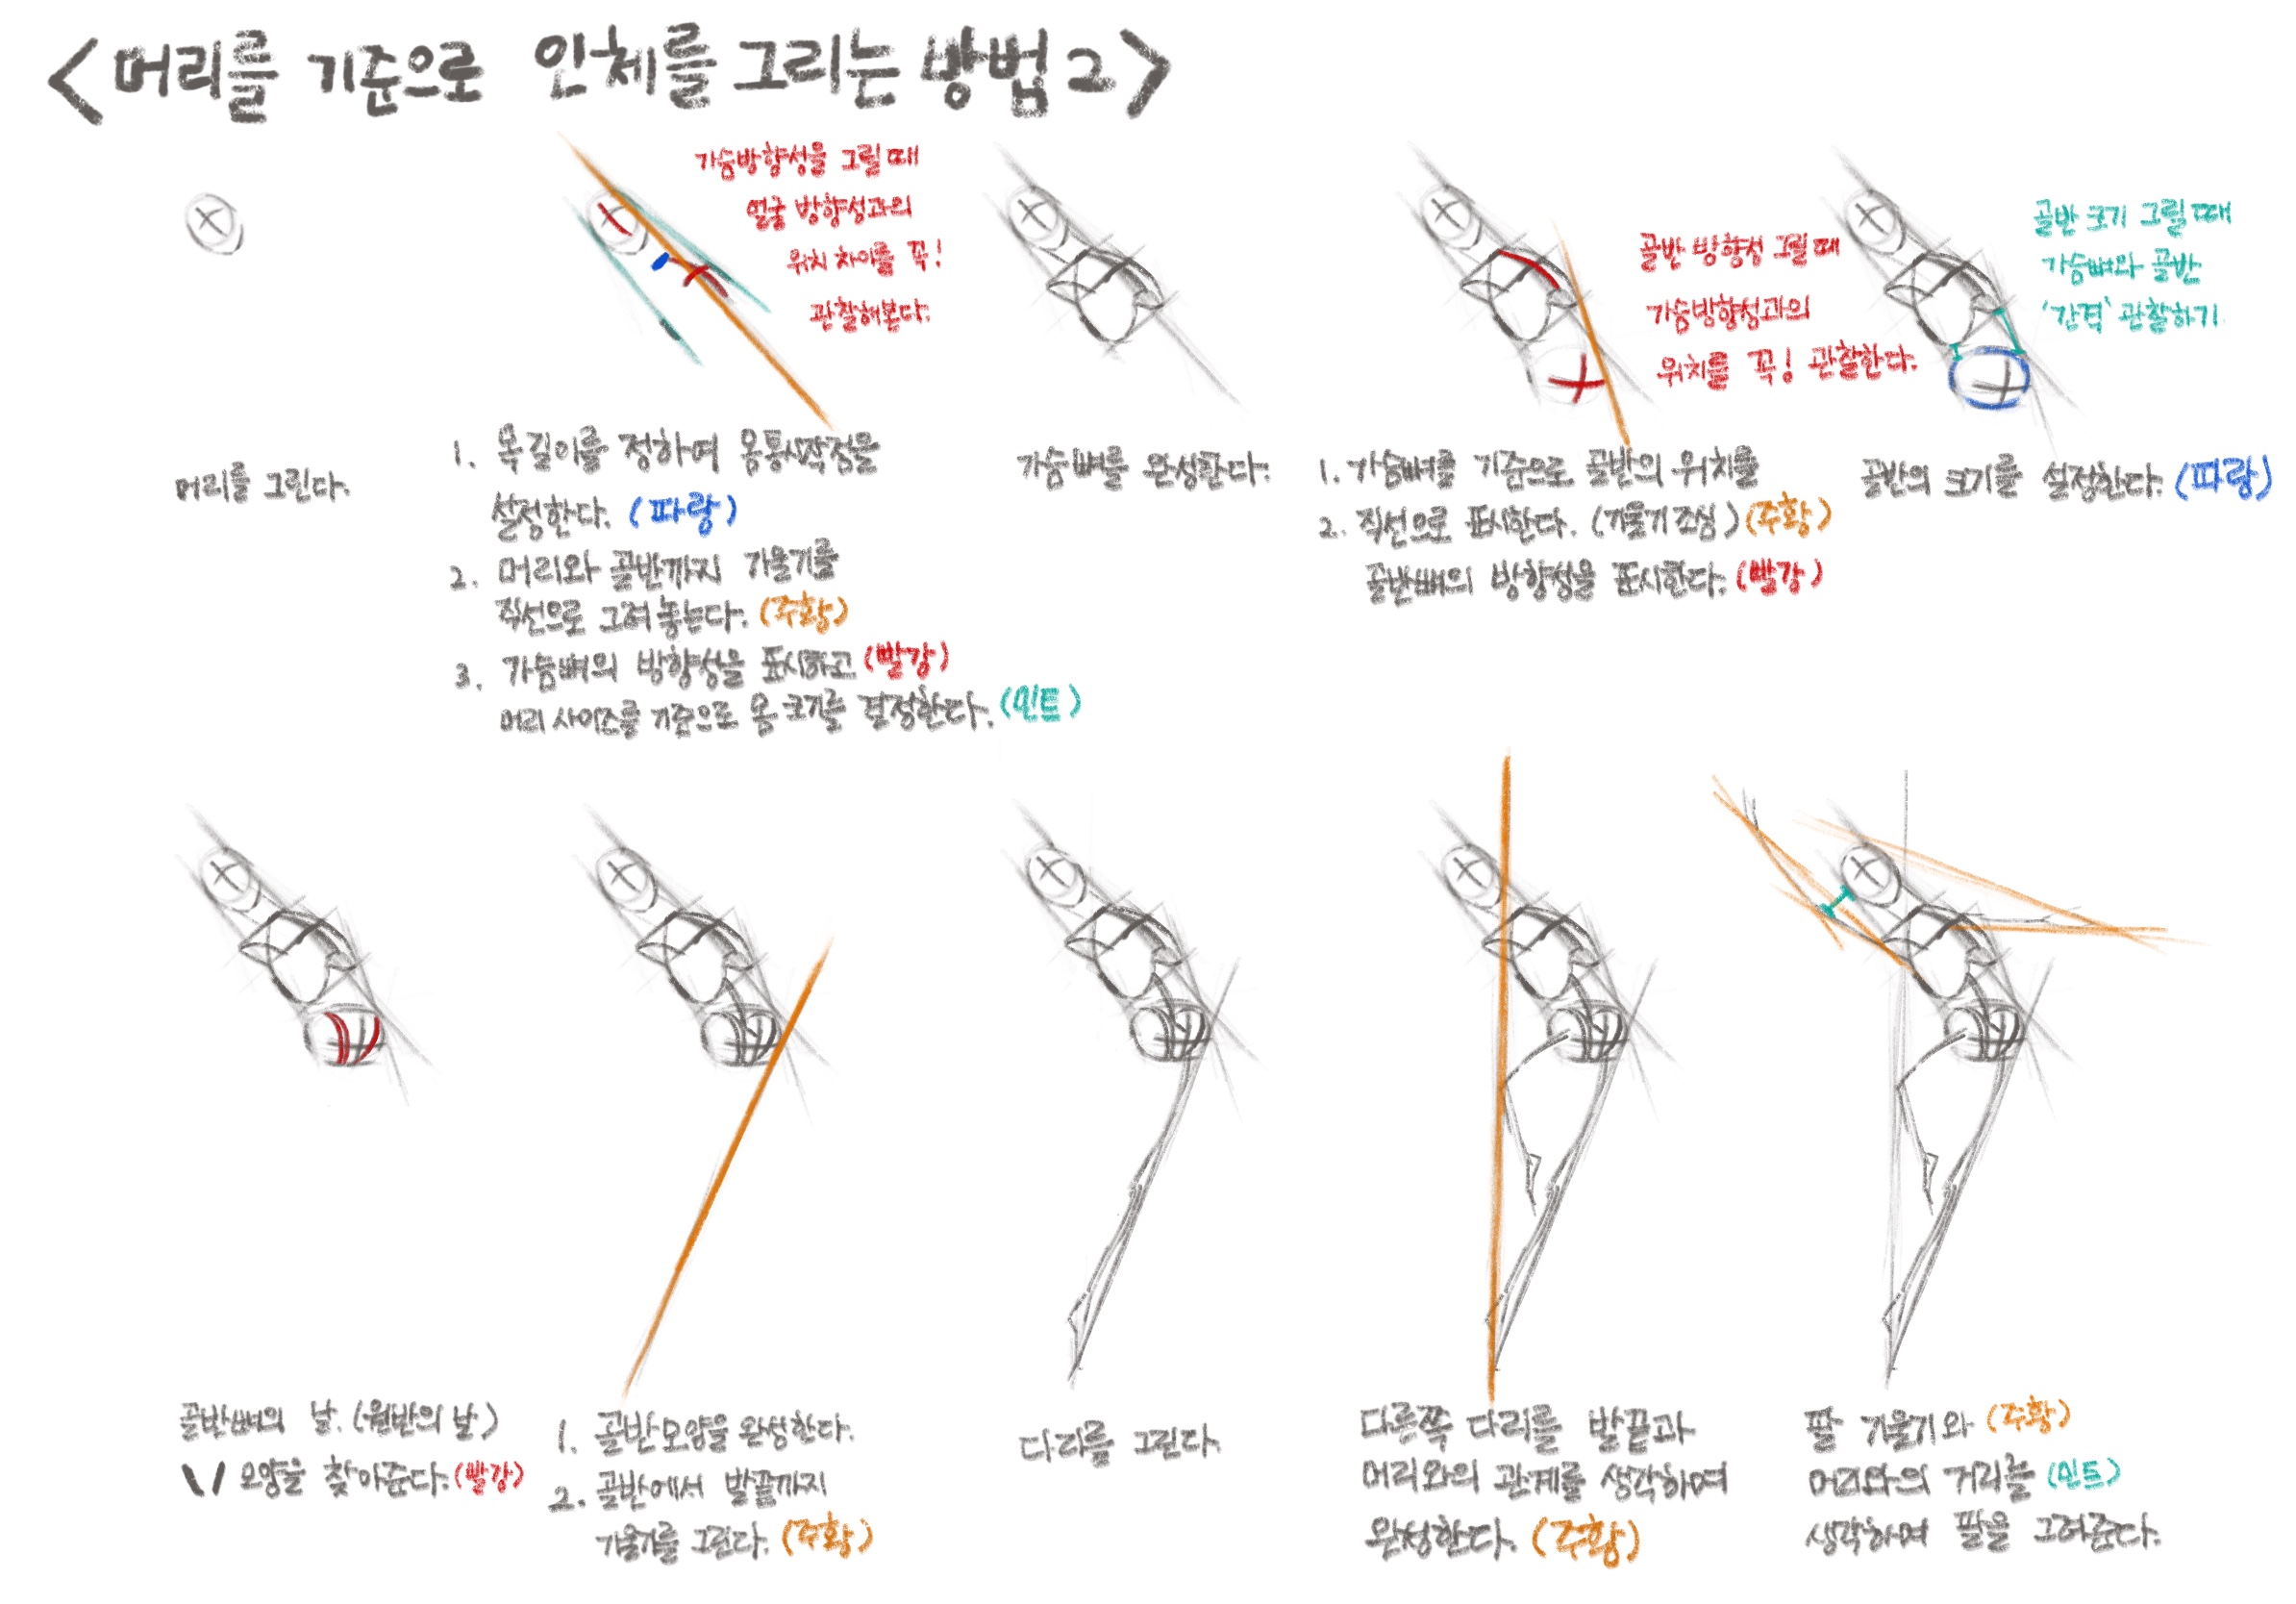 <머리를 기준으로 인체를 그리는 방법 2>
가슴방향성을 그릴때
얼굴 방향성과의
위치 차이를 꼭!
관찰해본다.
골반 방향성 그릴때
가슴방향성과의
위치를 꼭! 관찰한다.
골반 크기 그릴때
가슴뼈와 골반
'간격' 관찰하기
머리를 그린다.
1. 목길이를 정하여 몸통시작점을
설정한다. (파랑)
2. 머리와 골반까지 기울기를
직선으로 그려놓는다. (주황)
3. 가슴뼈의 방향성을 표시하고 (빨강)
머리 사이즈를 기준으로 몸 크기를 결정한다. (민트)
가슴뼈를 완성한다.
1. 가슴뼈를 기준으로 골반의 위치를
2. 직선으로 표시한다. (기울기조심) (주황)
골반뼈의 방향성을 표시한다. (빨강)
골반의 크기를 설정한다. (파랑)
골반뼈의 날. (원반의 날)
\/ 모양을 찾아준다. (빨강)
1. 골반모양을 완성한다.
2. 골반에서 발끝까지
기울기를 그린다. (주황)
다리를 그린다.
다른쪽 다리를 발끝과
머리와의 관계를 생각하며
완성한다. (주황)
팔 기울기와 (주황)
머리와의 거리를 (민트)
생각하며 팔을 그려준다.